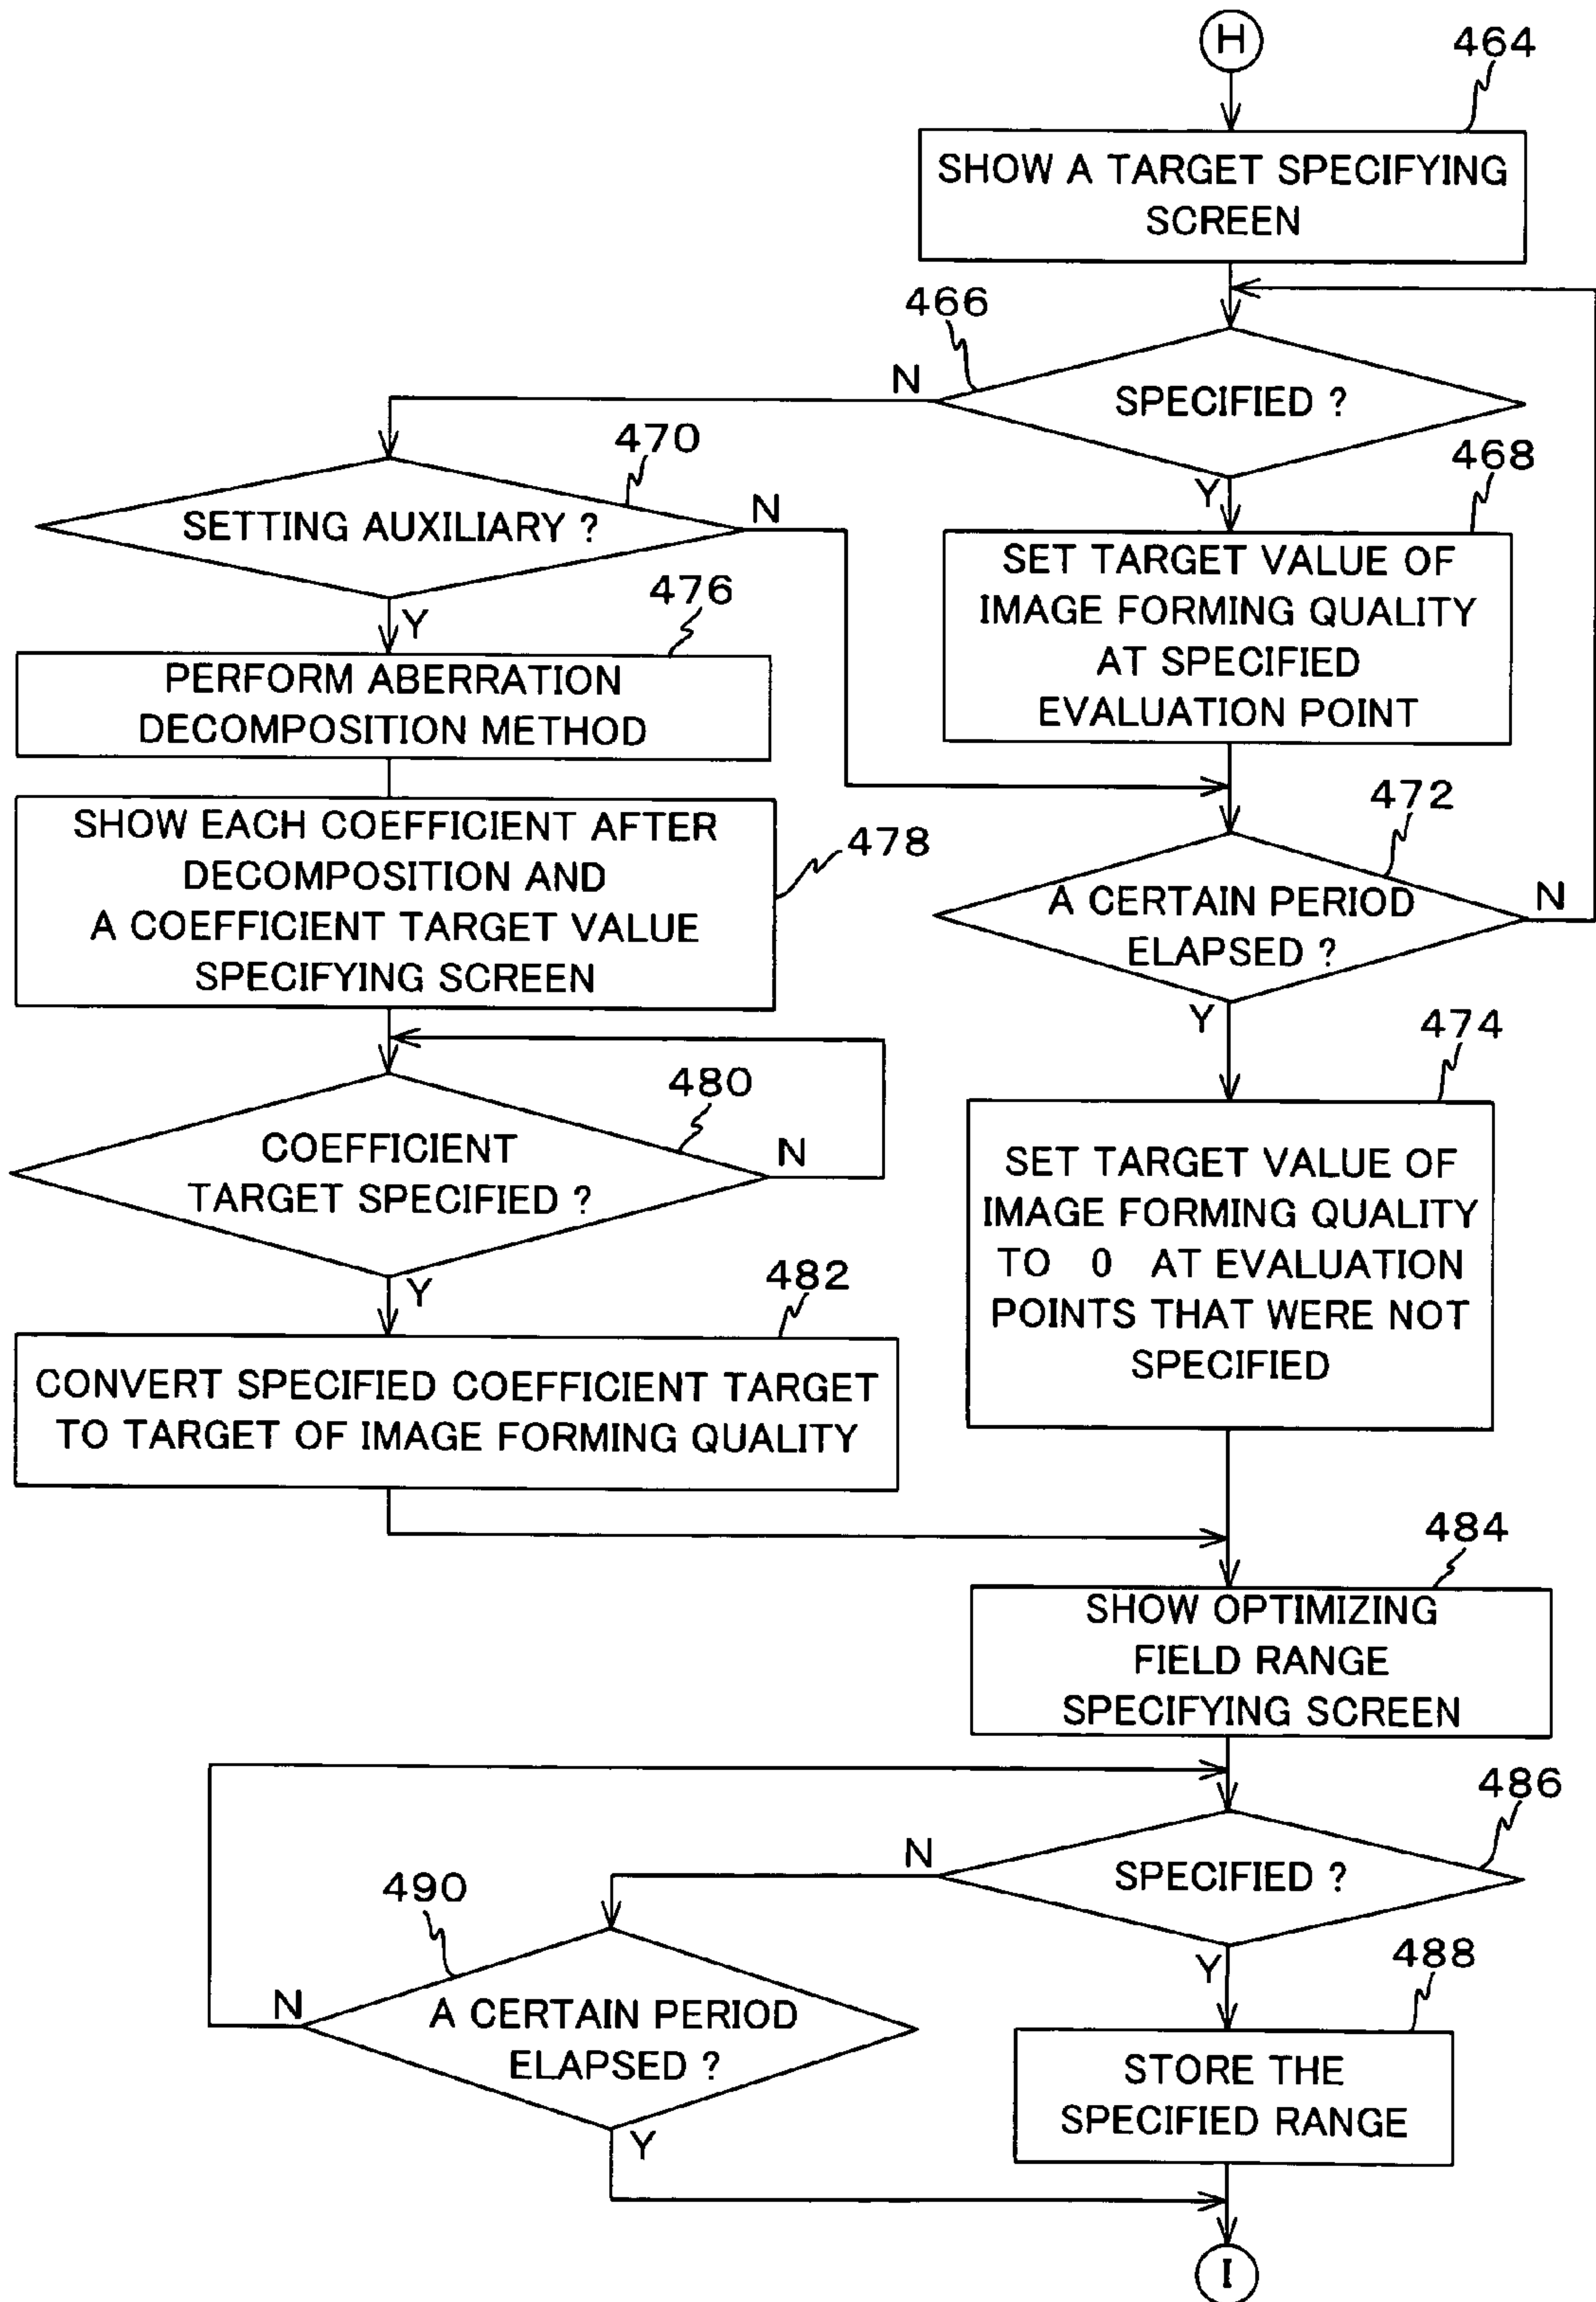 H
464
SHOW A TARGET SPECIFYING
SCREEN
466
N
SPECIFIED ?
Y
468
SET TARGET VALUE OF
IMAGE FORMING QUALITY
AT SPECIFIED
EVALUATION POINT
470
SETTING AUXILIARY ?
N
Y
476
PERFORM ABERRATION
DECOMPOSITION METHOD
SHOW EACH COEFFICIENT AFTER
DECOMPOSITION AND
A COEFFICIENT TARGET VALUE
SPECIFYING SCREEN
478
472
A CERTAIN PERIOD
ELAPSED ?
N
Y
474
SET TARGET VALUE OF
IMAGE FORMING QUALITY
TO 0 AT EVALUATION
POINTS THAT WERE NOT
SPECIFIED
480
COEFFICIENT
TARGET SPECIFIED ?
N
Y
482
CONVERT SPECIFIED COEFFICIENT TARGET
TO TARGET OF IMAGE FORMING QUALITY
484
SHOW OPTIMIZING
FIELD RANGE
SPECIFYING SCREEN
486
N
SPECIFIED ?
Y
490
N
A CERTAIN PERIOD
ELAPSED ?
Y
488
STORE THE
SPECIFIED RANGE
I